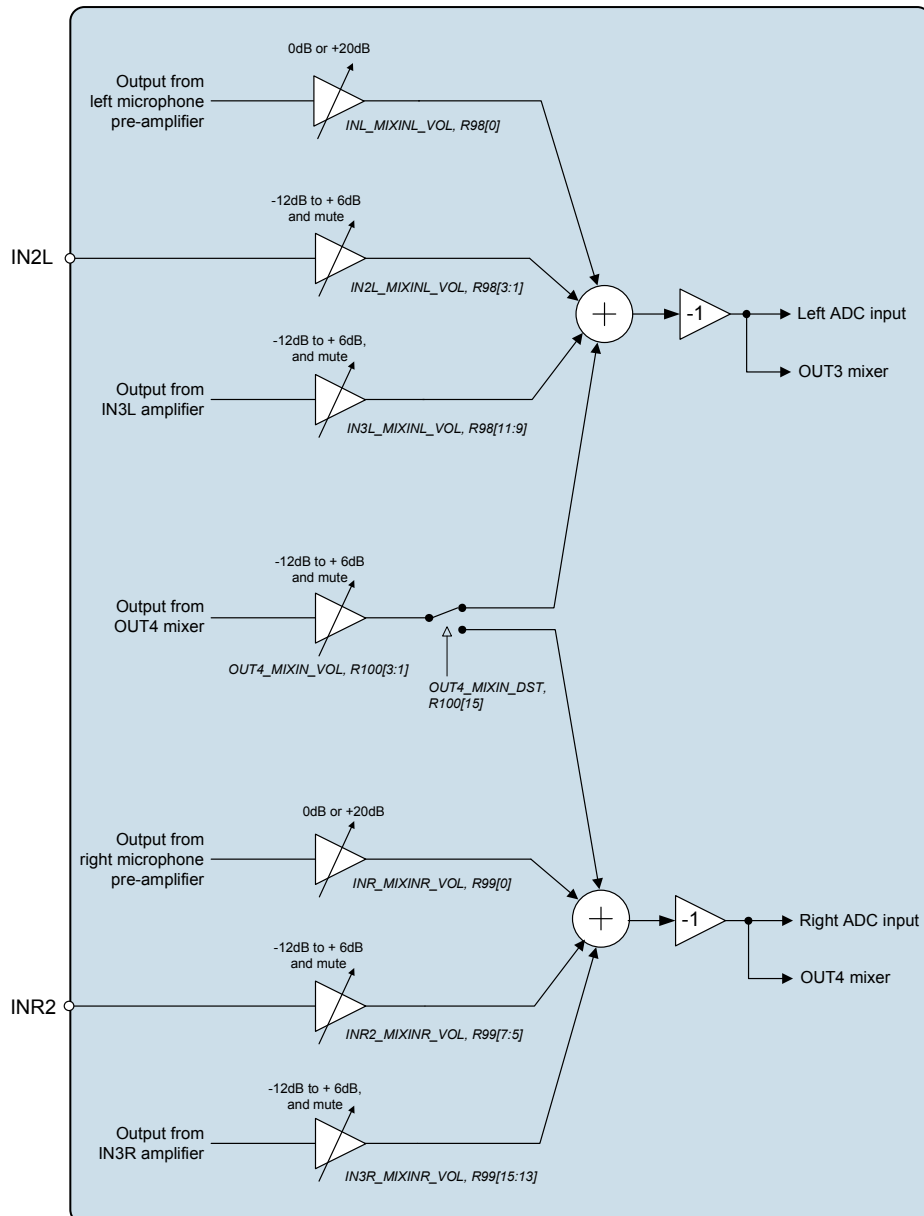 0dB or +20dB
Output from
left microphone
pre-amplifier
INL_MIXINL_VOL, R98[0]
-12dB to + 6dB
and mute
IN2L
IN2L_MIXINL_VOL, R98[3:1]
+
-1
Left ADC input
OUT3 mixer
-12dB to + 6dB,
and mute
Output from
IN3L amplifier
IN3L_MIXINL_VOL, R98[11:9]
-12dB to + 6dB
and mute
Output from
OUT4 mixer
OUT4_MIXIN_VOL, R100[3:1]
OUT4_MIXIN_DST,
R100[15]
0dB or +20dB
Output from
right microphone
pre-amplifier
INR_MIXINR_VOL, R99[0]
+
-1
Right ADC input
OUT4 mixer
-12dB to + 6dB
and mute
INR2
INR2_MIXINR_VOL, R99[7:5]
-12dB to + 6dB,
and mute
Output from
IN3R amplifier
IN3R_MIXINR_VOL, R99[15:13]